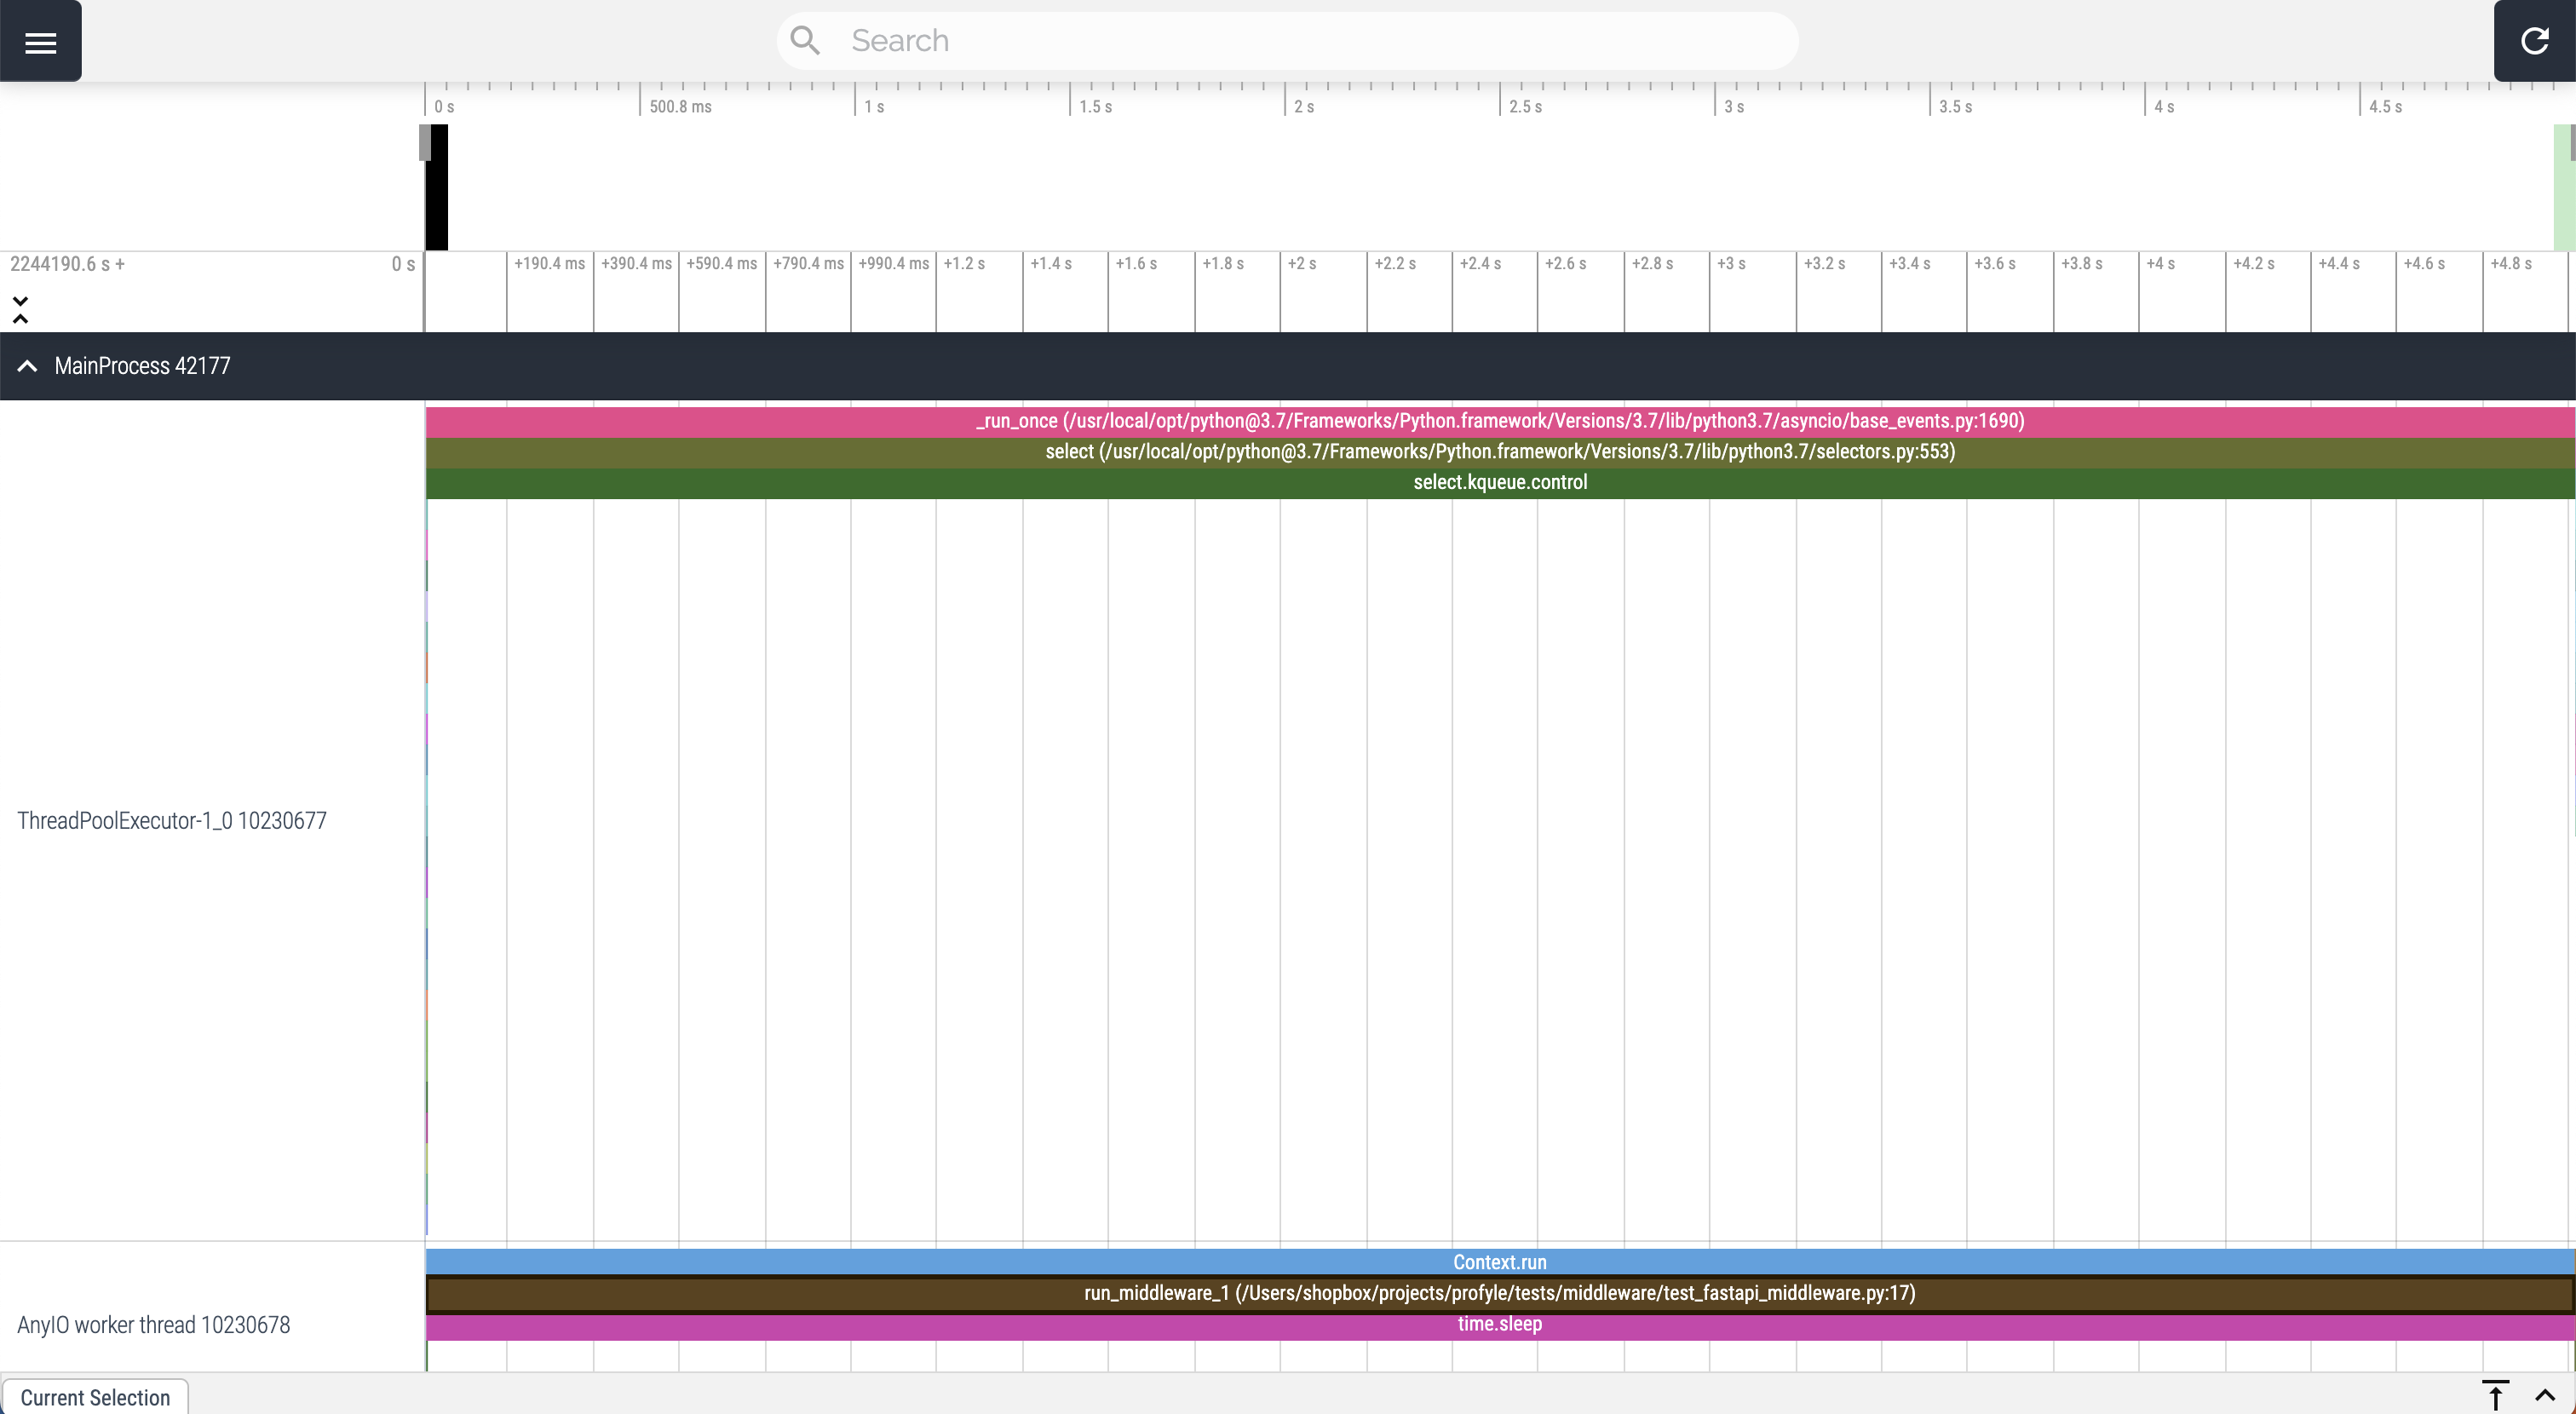 Search
0 s 500.8 ms 1 s 1.5 s 2 s 2.5 s 3 s 3.5 s 4 s 4.5 s
2244190.6 s + 0 s +190.4 ms +390.4 ms +590.4 ms +790.4 ms +990.4 ms +1.2 s +1.4 s +1.6 s +1.8 s +2 s +2.2 s +2.4 s +2.6 s +2.8 s +3 s +3.2 s +3.4 s +3.6 s +3.8 s +4 s +4.2 s +4.4 s +4.6 s +4.8 s
MainProcess 42177
_run_once (/usr/local/opt/python@3.7/Frameworks/Python.framework/Versions/3.7/lib/python3.7/asyncio/base_events.py:1690)
select (/usr/local/opt/python@3.7/Frameworks/Python.framework/Versions/3.7/lib/python3.7/selectors.py:553)
select.kqueue.control
ThreadPoolExecutor-1_0 10230677
Context.run
run_middleware_1 (/Users/shopbox/projects/profyle/tests/middleware/test_fastapi_middleware.py:17)
AnyIO worker thread 10230678
time.sleep
Current Selection